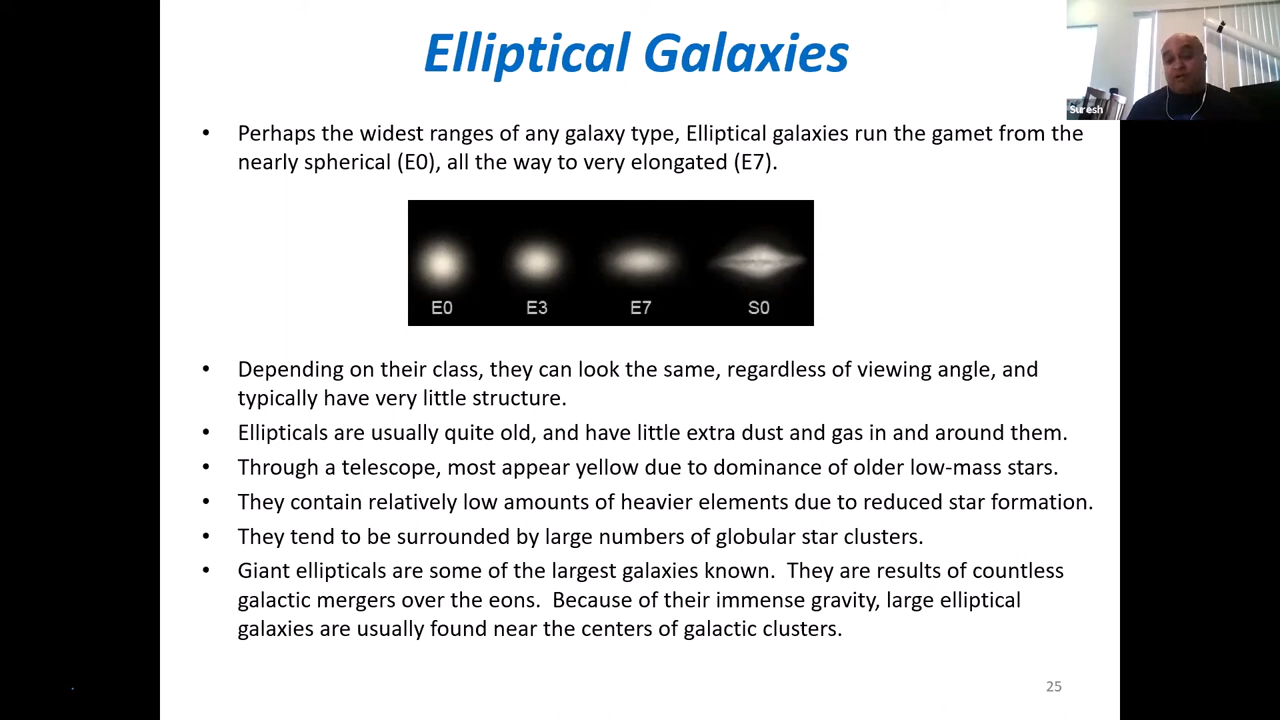 Elliptical Galaxies
Suresh
• Perhaps the widest ranges of any galaxy type, Elliptical galaxies run the gamet from the
nearly spherical (E0), all the way to very elongated (E7).
E0 E3 E7 S0
• Depending on their class, they can look the same, regardless of viewing angle, and
typically have very little structure.
• Ellipticals are usually quite old, and have little extra dust and gas in and around them.
• Through a telescope, most appear yellow due to dominance of older low-mass stars.
• They contain relatively low amounts of heavier elements due to reduced star formation.
• They tend to be surrounded by large numbers of globular star clusters.
• Giant ellipticals are some of the largest galaxies known.  They are results of countless
galactic mergers over the eons.  Because of their immense gravity, large elliptical
galaxies are usually found near the centers of galactic clusters.
25